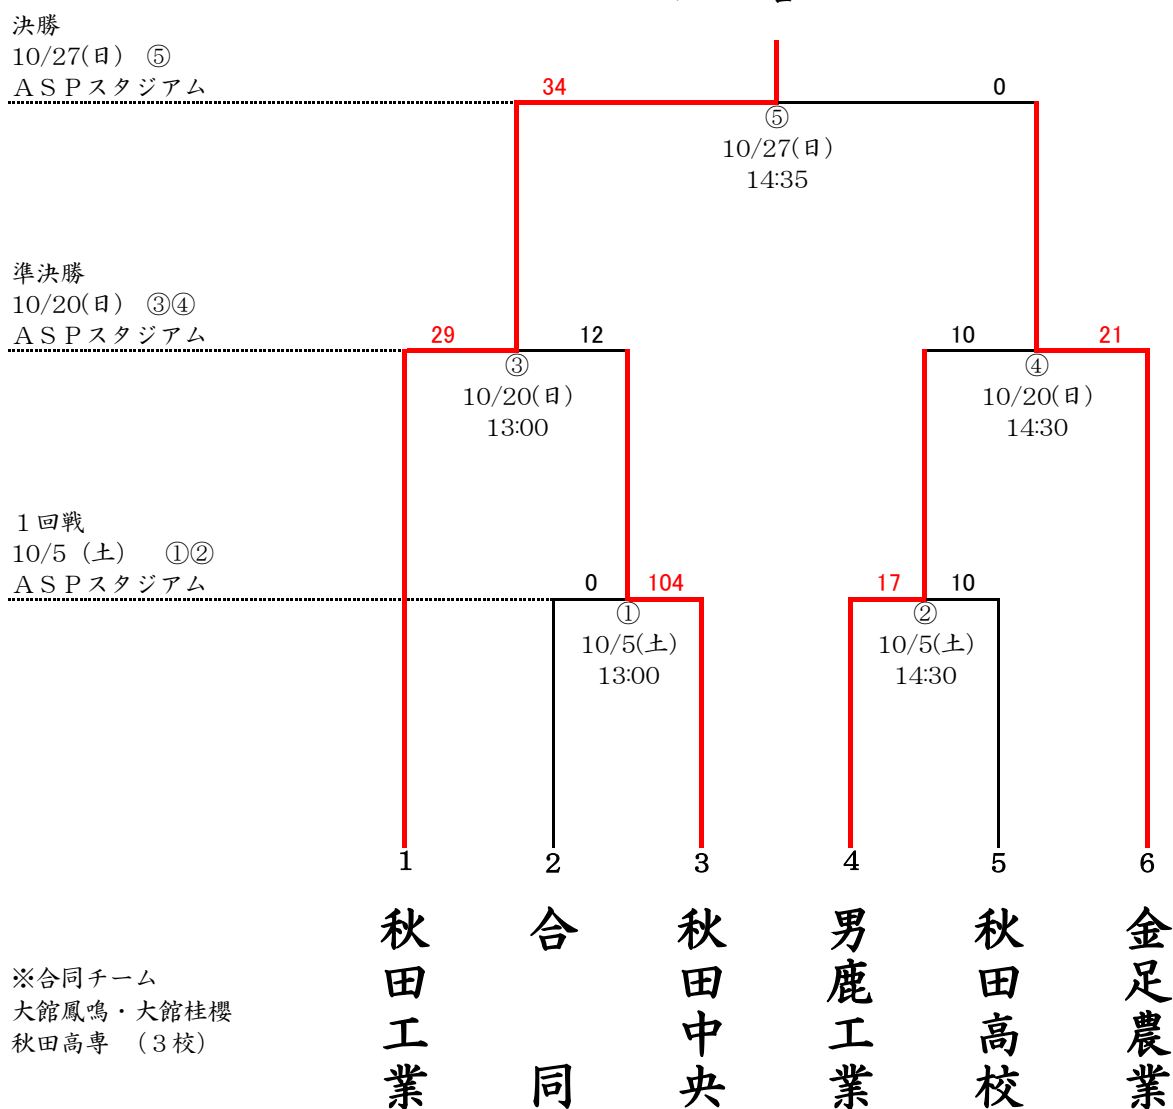 決勝
10/27(日) ⑤
ASPスタジアム
34
0
⑤
10/27(日)
14:35
準決勝
10/20(日) ③④
ASPスタジアム
29
12
10
21
③
10/20(日)
13:00
④
10/20(日)
14:30
1回戦
10/5 (土) ①②
ASPスタジアム
0
104
17
10
①
10/5(土)
13:00
②
10/5(土)
14:30
1
2
3
4
5
6
秋田工業
合同
秋田中央
男鹿工業
秋田高校
金足農業
※合同チーム
大館鳳鳴・大館桂櫻
秋田高専 (3校)